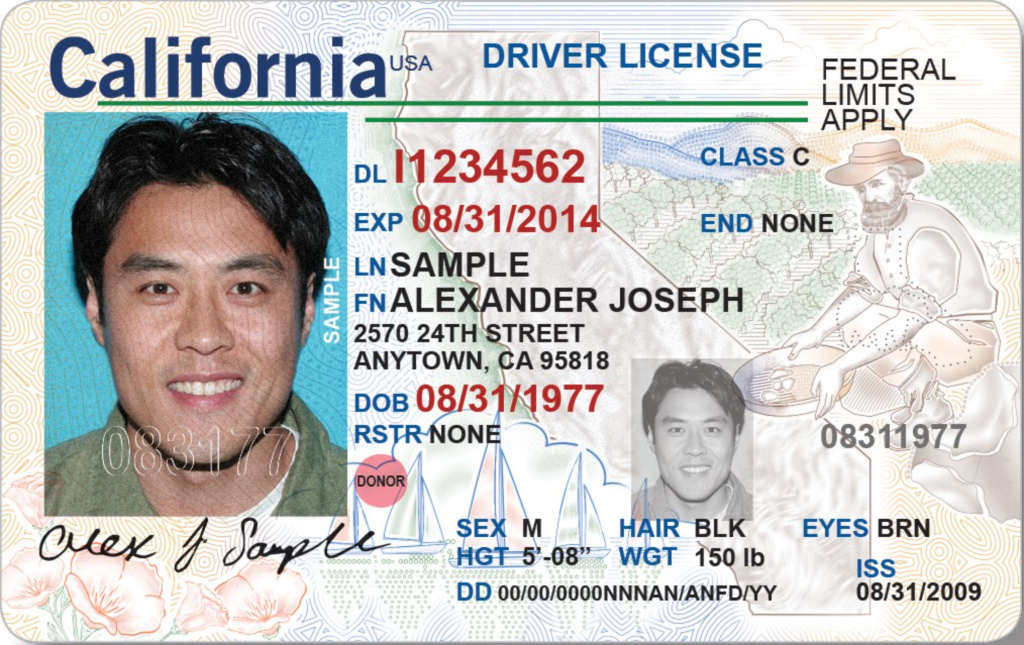 California USA DRIVER LICENSE
FEDERAL
LIMITS
APPLY
DL I1234562
CLASS C
EXP 08/31/2014
END NONE
LN SAMPLE
FN ALEXANDER JOSEPH
2570 24TH STREET
ANYTOWN, CA 95818
DOB 08/31/1977
RSTR NONE
SAMPLE
083177
08311977
DONOR
Alex J Sample
SEX M HAIR BLK EYES BRN
HGT 5'-08" WGT 150 lb
ISS
DD 00/00/0000NNNAN/ANFD/YY
08/31/2009